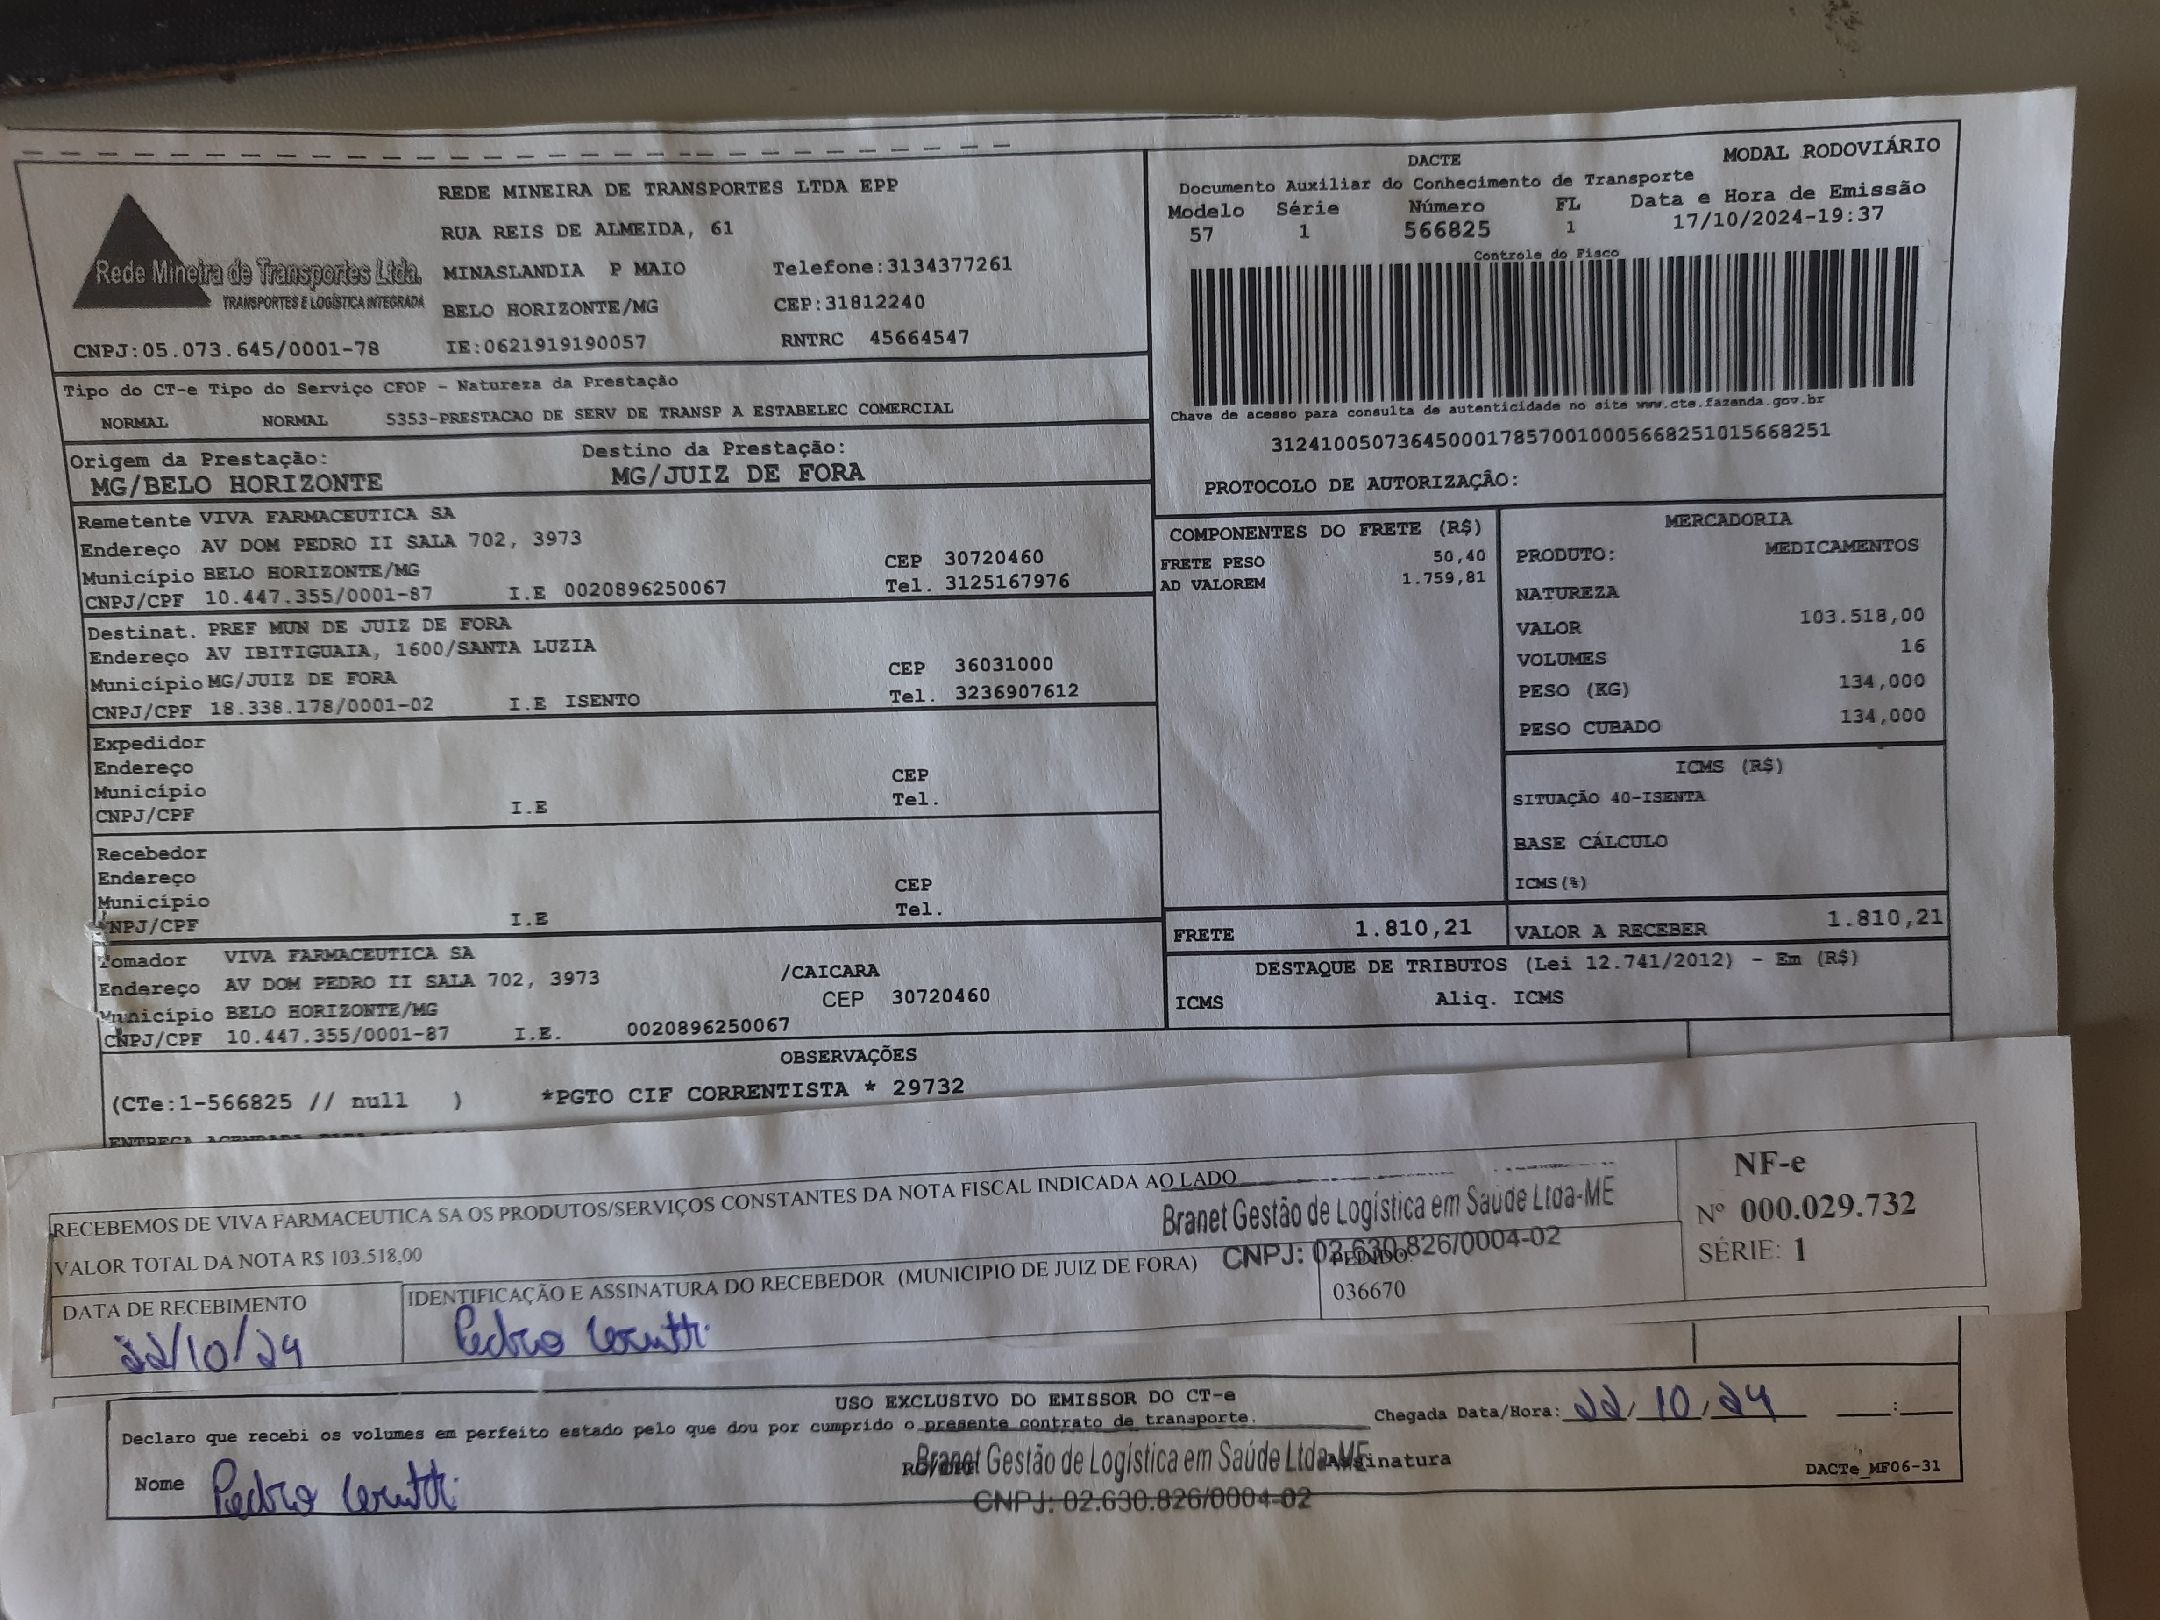 REDE MINEIRA DE TRANSPORTES LTDA EPP
RUA REIS DE ALMEIDA, 61
Rede Mineira de Transportes Ltda.
TRANSPORTES E LOGÍSTICA INTEGRADA
MINASLANDIA P MAIO Telefone:3134377261
BELO HORIZONTE/MG CEP:31812240
CNPJ:05.073.645/0001-78 IE:0621919190057 RNTRC 45664547
DACTE MODAL RODOVIÁRIO
Documento Auxiliar do Conhecimento de Transporte
Modelo Série Número FL Data e Hora de Emissão
57 1 566825 1 17/10/2024-19:37
Controle do Fisco
Chave de acesso para consulta de autenticidade no site www.cte.fazenda.gov.br
31241005073645000178570010005668251015668251
PROTOCOLO DE AUTORIZAÇÃO:
Tipo do CT-e Tipo do Serviço CFOP - Natureza da Prestação
NORMAL NORMAL 5353-PRESTACAO DE SERV DE TRANSP A ESTABELEC COMERCIAL
Origem da Prestação: Destino da Prestação:
MG/BELO HORIZONTE MG/JUIZ DE FORA
Remetente VIVA FARMACEUTICA SA
Endereço AV DOM PEDRO II SALA 702, 3973
CEP 30720460
Município BELO HORIZONTE/MG
Tel. 3125167976
CNPJ/CPF 10.447.355/0001-87 I.E 0020896250067
Destinat. PREF MUN DE JUIZ DE FORA
Endereço AV IBITIGUAIA, 1600/SANTA LUZIA
CEP 36031000
Município MG/JUIZ DE FORA
Tel. 3236907612
CNPJ/CPF 18.338.178/0001-02 I.E ISENTO
Expedidor
Endereço
CEP
Município
Tel.
CNPJ/CPF I.E
Recebedor
Endereço
CEP
Município
Tel.
CNPJ/CPF I.E
Tomador VIVA FARMACEUTICA SA
Endereço AV DOM PEDRO II SALA 702, 3973 /CAICARA
CEP 30720460
Município BELO HORIZONTE/MG
CNPJ/CPF 10.447.355/0001-87 I.E. 0020896250067
COMPONENTES DO FRETE (R$)
FRETE PESO 50,40
AD VALOREM 1.759,81
MERCADORIA
PRODUTO: MEDICAMENTOS
NATUREZA
VALOR 103.518,00
VOLUMES 16
PESO (KG) 134,000
PESO CUBADO 134,000
ICMS (R$)
SITUAÇÃO 40-ISENTA
BASE CÁLCULO
ICMS(%)
FRETE 1.810,21 VALOR A RECEBER 1.810,21
DESTAQUE DE TRIBUTOS (Lei 12.741/2012) - Em (R$)
ICMS Aliq. ICMS
OBSERVAÇÕES
(CTe:1-566825 // null ) *PGTO CIF CORRENTISTA * 29732
ENTREGA AGENDADA
RECEBEMOS DE VIVA FARMACEUTICA SA OS PRODUTOS/SERVIÇOS CONSTANTES DA NOTA FISCAL INDICADA AO LADO
VALOR TOTAL DA NOTA R$ 103.518,00
Branet Gestão de Logística em Saúde Ltda-ME
CNPJ: 02.630.826/0004-02
NF-e
Nº 000.029.732
SÉRIE: 1
DATA DE RECEBIMENTO
22/10/24
IDENTIFICAÇÃO E ASSINATURA DO RECEBEDOR (MUNICIPIO DE JUIZ DE FORA)
Pedro Cerutti
PEDIDO:
036670
USO EXCLUSIVO DO EMISSOR DO CT-e
Declaro que recebi os volumes em perfeito estado pelo que dou por cumprido o presente contrato de transporte.
Chegada Data/Hora: 22/10/24 :
Nome Pedro Cerutti
RG/CPF
Branet Gestão de Logística em Saúde Ltda-ME
CNPJ: 02.630.826/0004-02
Assinatura
DACTe_MF06-31